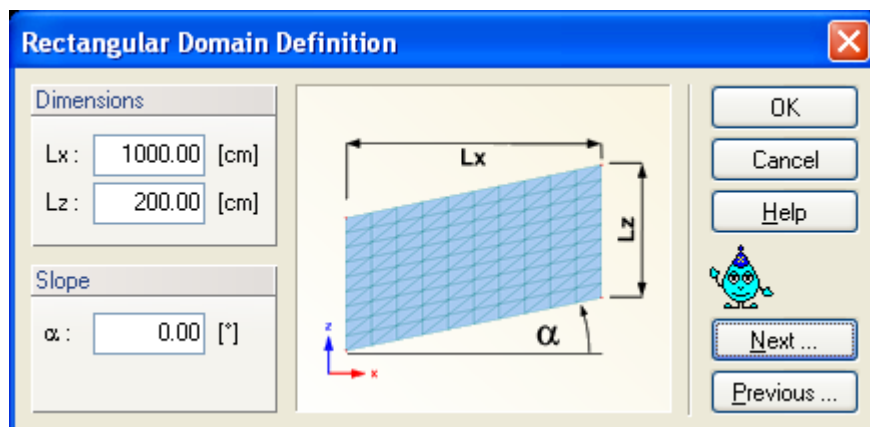 Rectangular Domain Definition
Dimensions
Lx : 1000.00 [cm]
Lz : 200.00 [cm]
Slope
α : 0.00 [°]
Lx
Lz
α
z
x
OK
Cancel
Help
Next ...
Previous ...